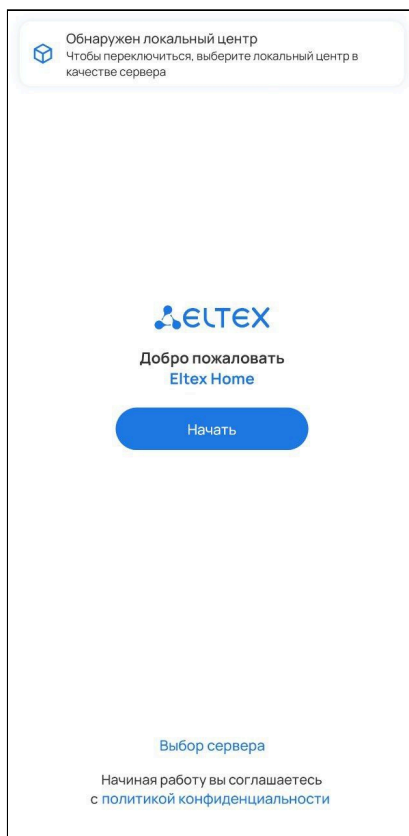 Обнаружен локальный центр
Чтобы переключиться, выберите локальный центр в
качестве сервера
ELTEX
Добро пожаловать
Eltex Home
Начать
Выбор сервера
Начиная работу вы соглашаетесь
с политикой конфиденциальности